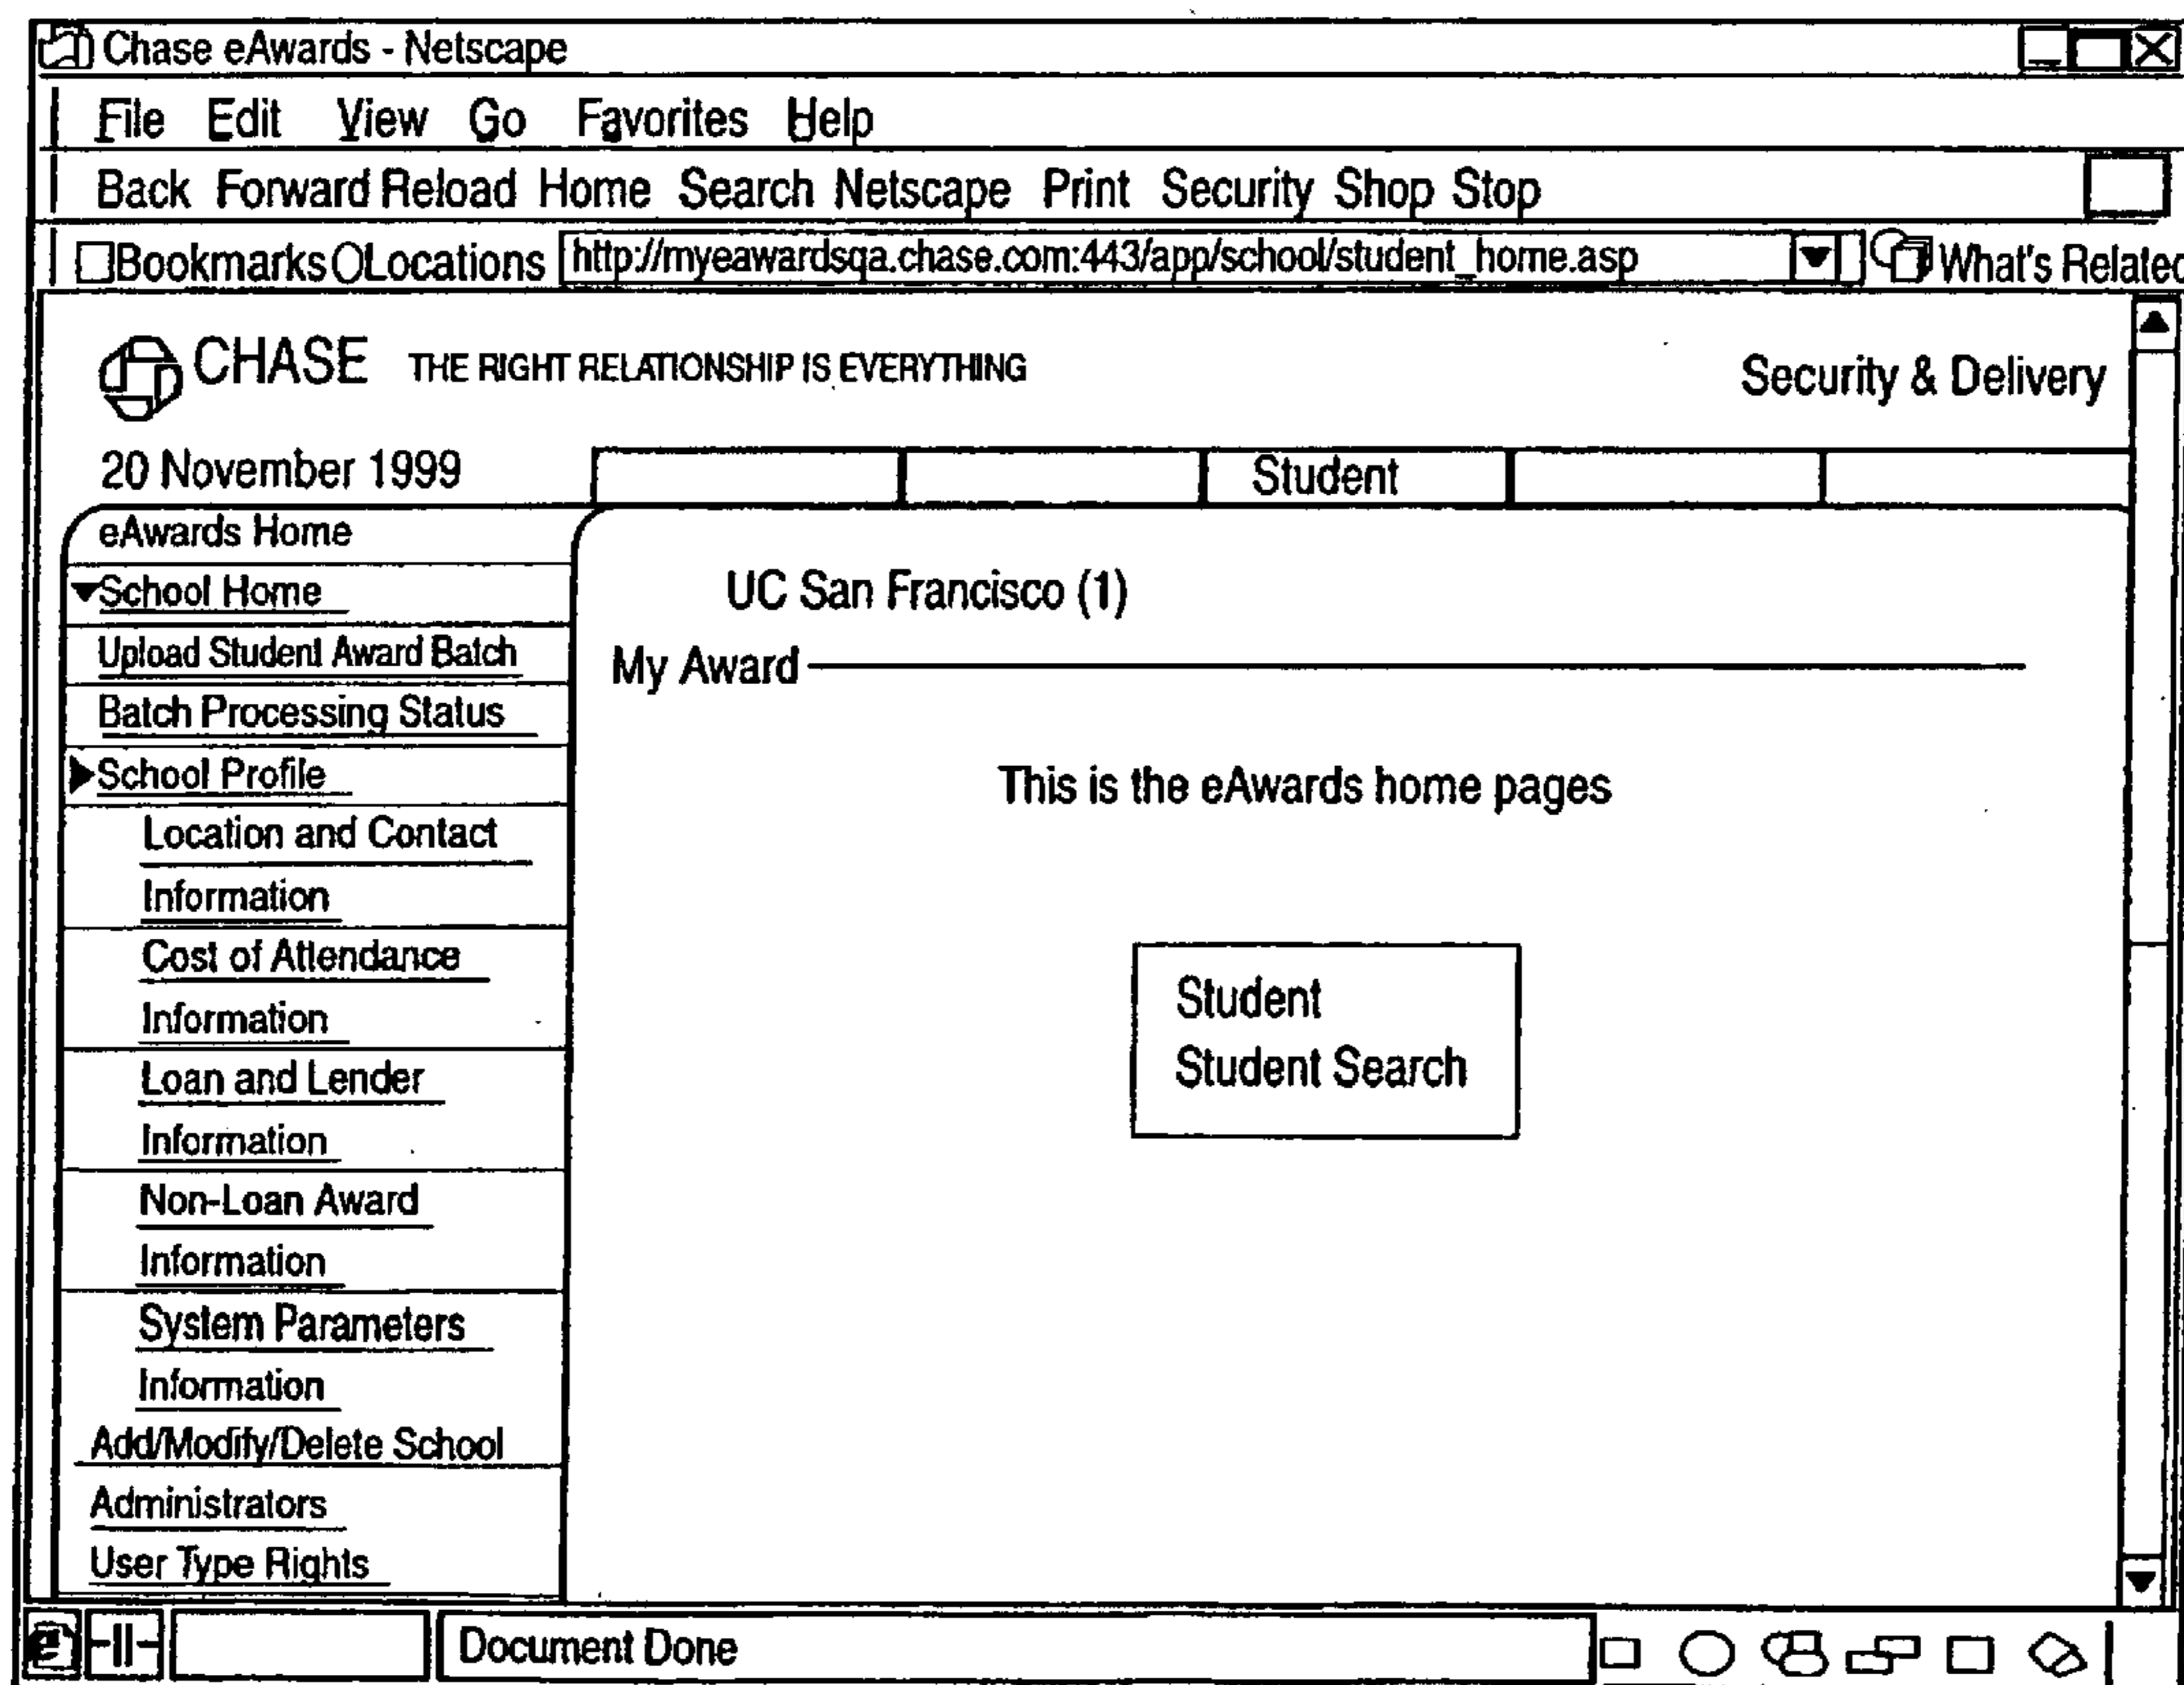 Chase eAwards - Netscape
File Edit View Go Favorites Help
Back Forward Reload Home Search Netscape Print Security Shop Stop
Bookmarks Locations http://myeawardsqa.chase.com:443/app/school/student_home.asp What's Related
CHASE THE RIGHT RELATIONSHIP IS EVERYTHING
Security & Delivery
20 November 1999
Student
eAwards Home
School Home
Upload Student Award Batch
Batch Processing Status
School Profile
Location and Contact
Information
Cost of Attendance
Information
Loan and Lender
Information
Non-Loan Award
Information
System Parameters
Information
Add/Modify/Delete School
Administrators
User Type Rights
UC San Francisco (1)
My Award
This is the eAwards home pages
Student
Student Search
Document Done